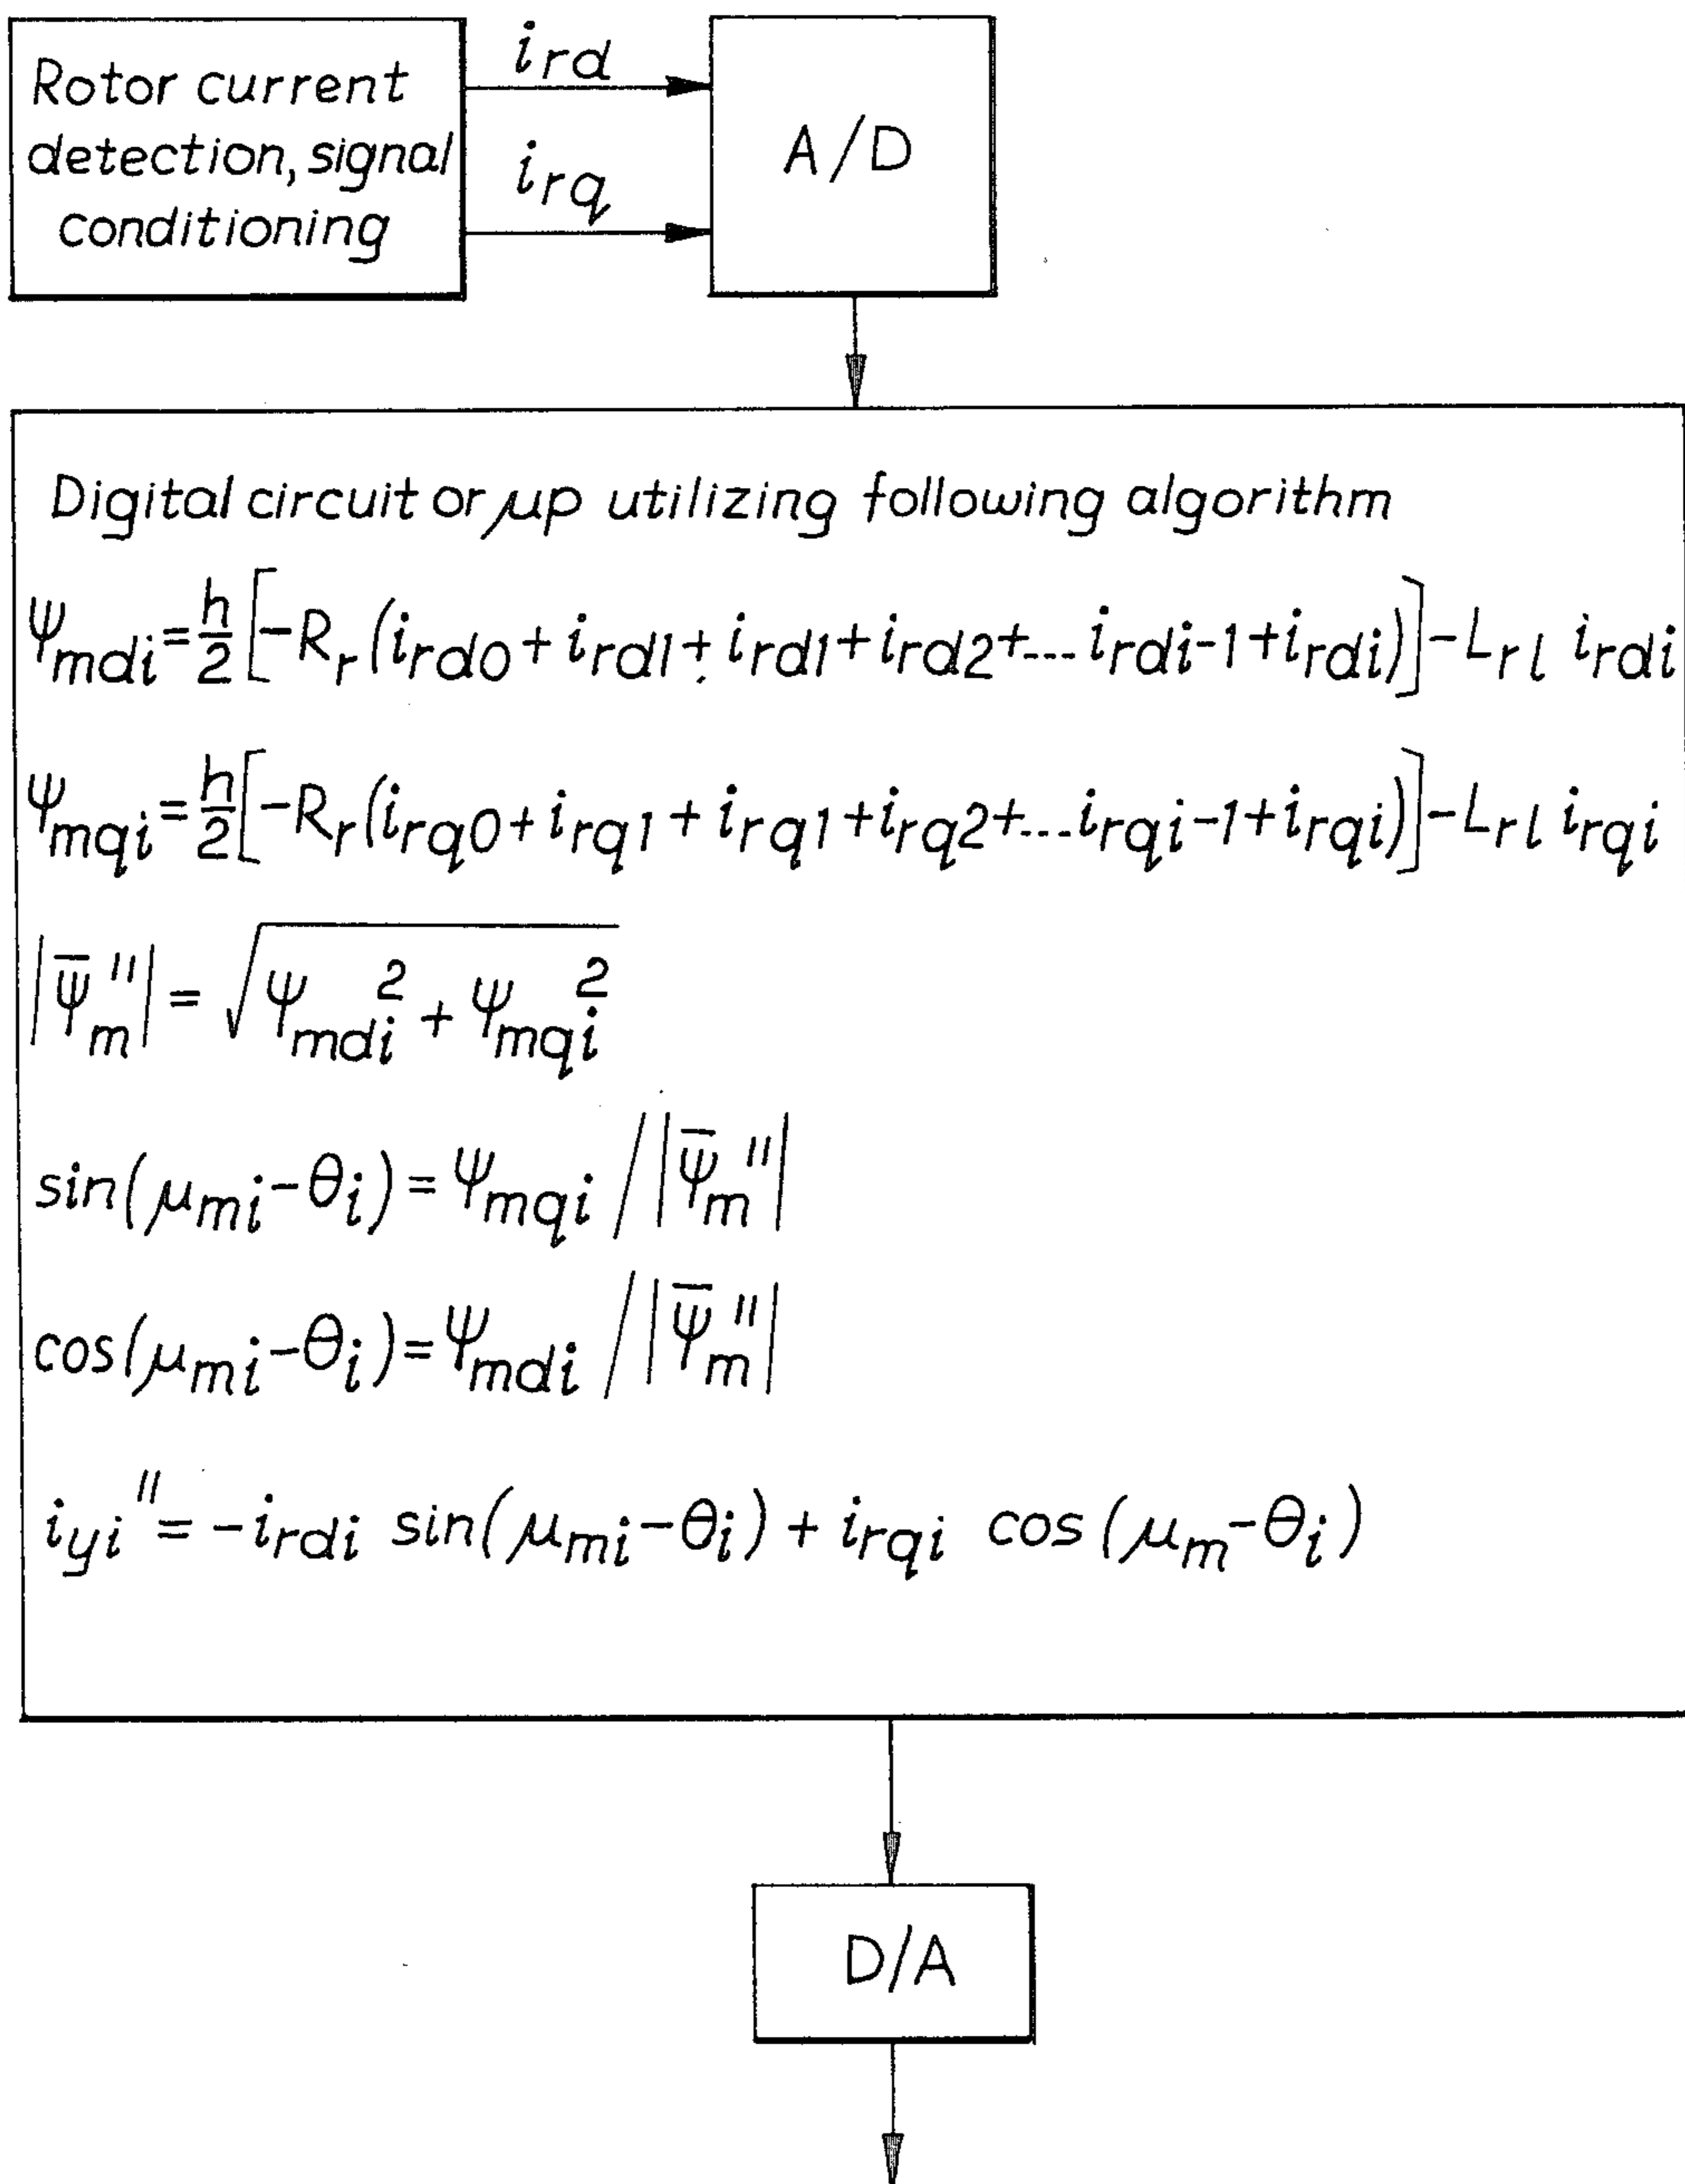 Rotor current
detection, signal
conditioning
i_rd
i_rq
A/D
Digital circuit or μp utilizing following algorithm
Ψ_mdi = h/2 [-R_r (i_rd0 + i_rd1 + i_rd1 + i_rd2 +--- i_rdi-1 + i_rdi)] - L_rl i_rdi
Ψ_mqi = h/2 [-R_r (i_rq0 + i_rq1 + i_rq1 + i_rq2 +... i_rqi-1 + i_rqi)] - L_rl i_rqi
|Ψ̅_m"| = √(Ψ_mdi² + Ψ_mqi²)
sin(μ_mi - θ_i) = Ψ_mqi / |Ψ̅_m"|
cos(μ_mi - θ_i) = Ψ_mdi / |Ψ̅_m"|
i_yi" = -i_rdi sin(μ_mi - θ_i) + i_rqi cos(μ_m - θ_i)
D/A